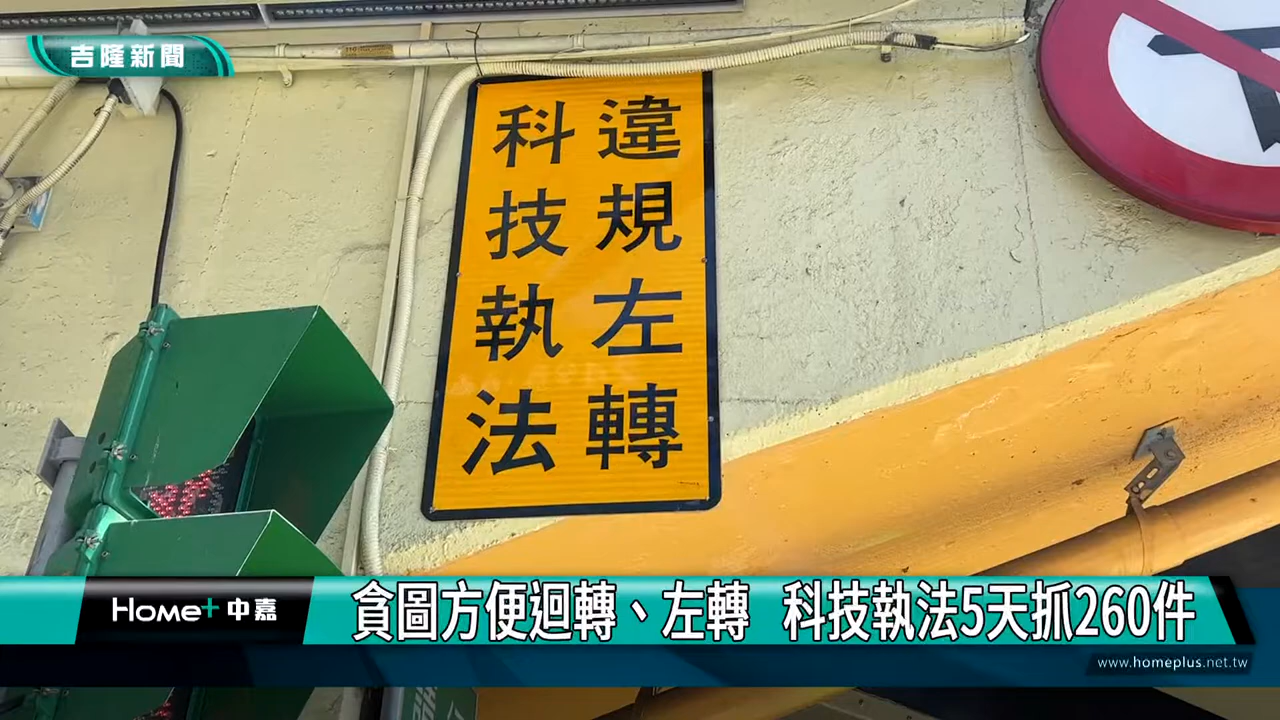 吉隆新聞
違規左轉
科技執法
Home+中嘉
貪圖方便迴轉、左轉 科技執法5天抓260件
www.homeplus.net.tw